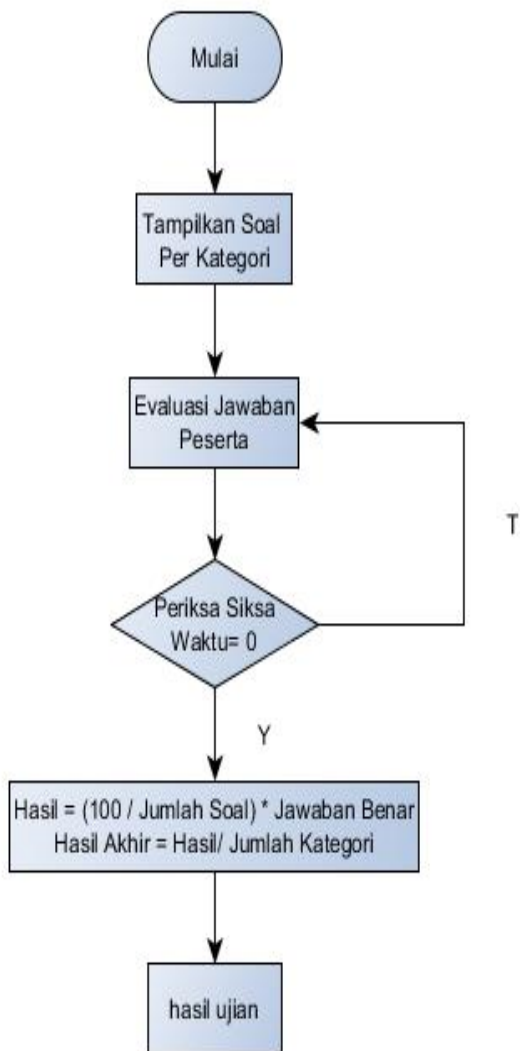 Mulai
Tampilkan Soal
Per Kategori
Evaluasi Jawaban
Peserta
T
Periksa Siksa
Waktu= 0
Y
Hasil = (100 / Jumlah Soal) * Jawaban Benar
Hasil Akhir = Hasil/ Jumlah Kategori
hasil ujian